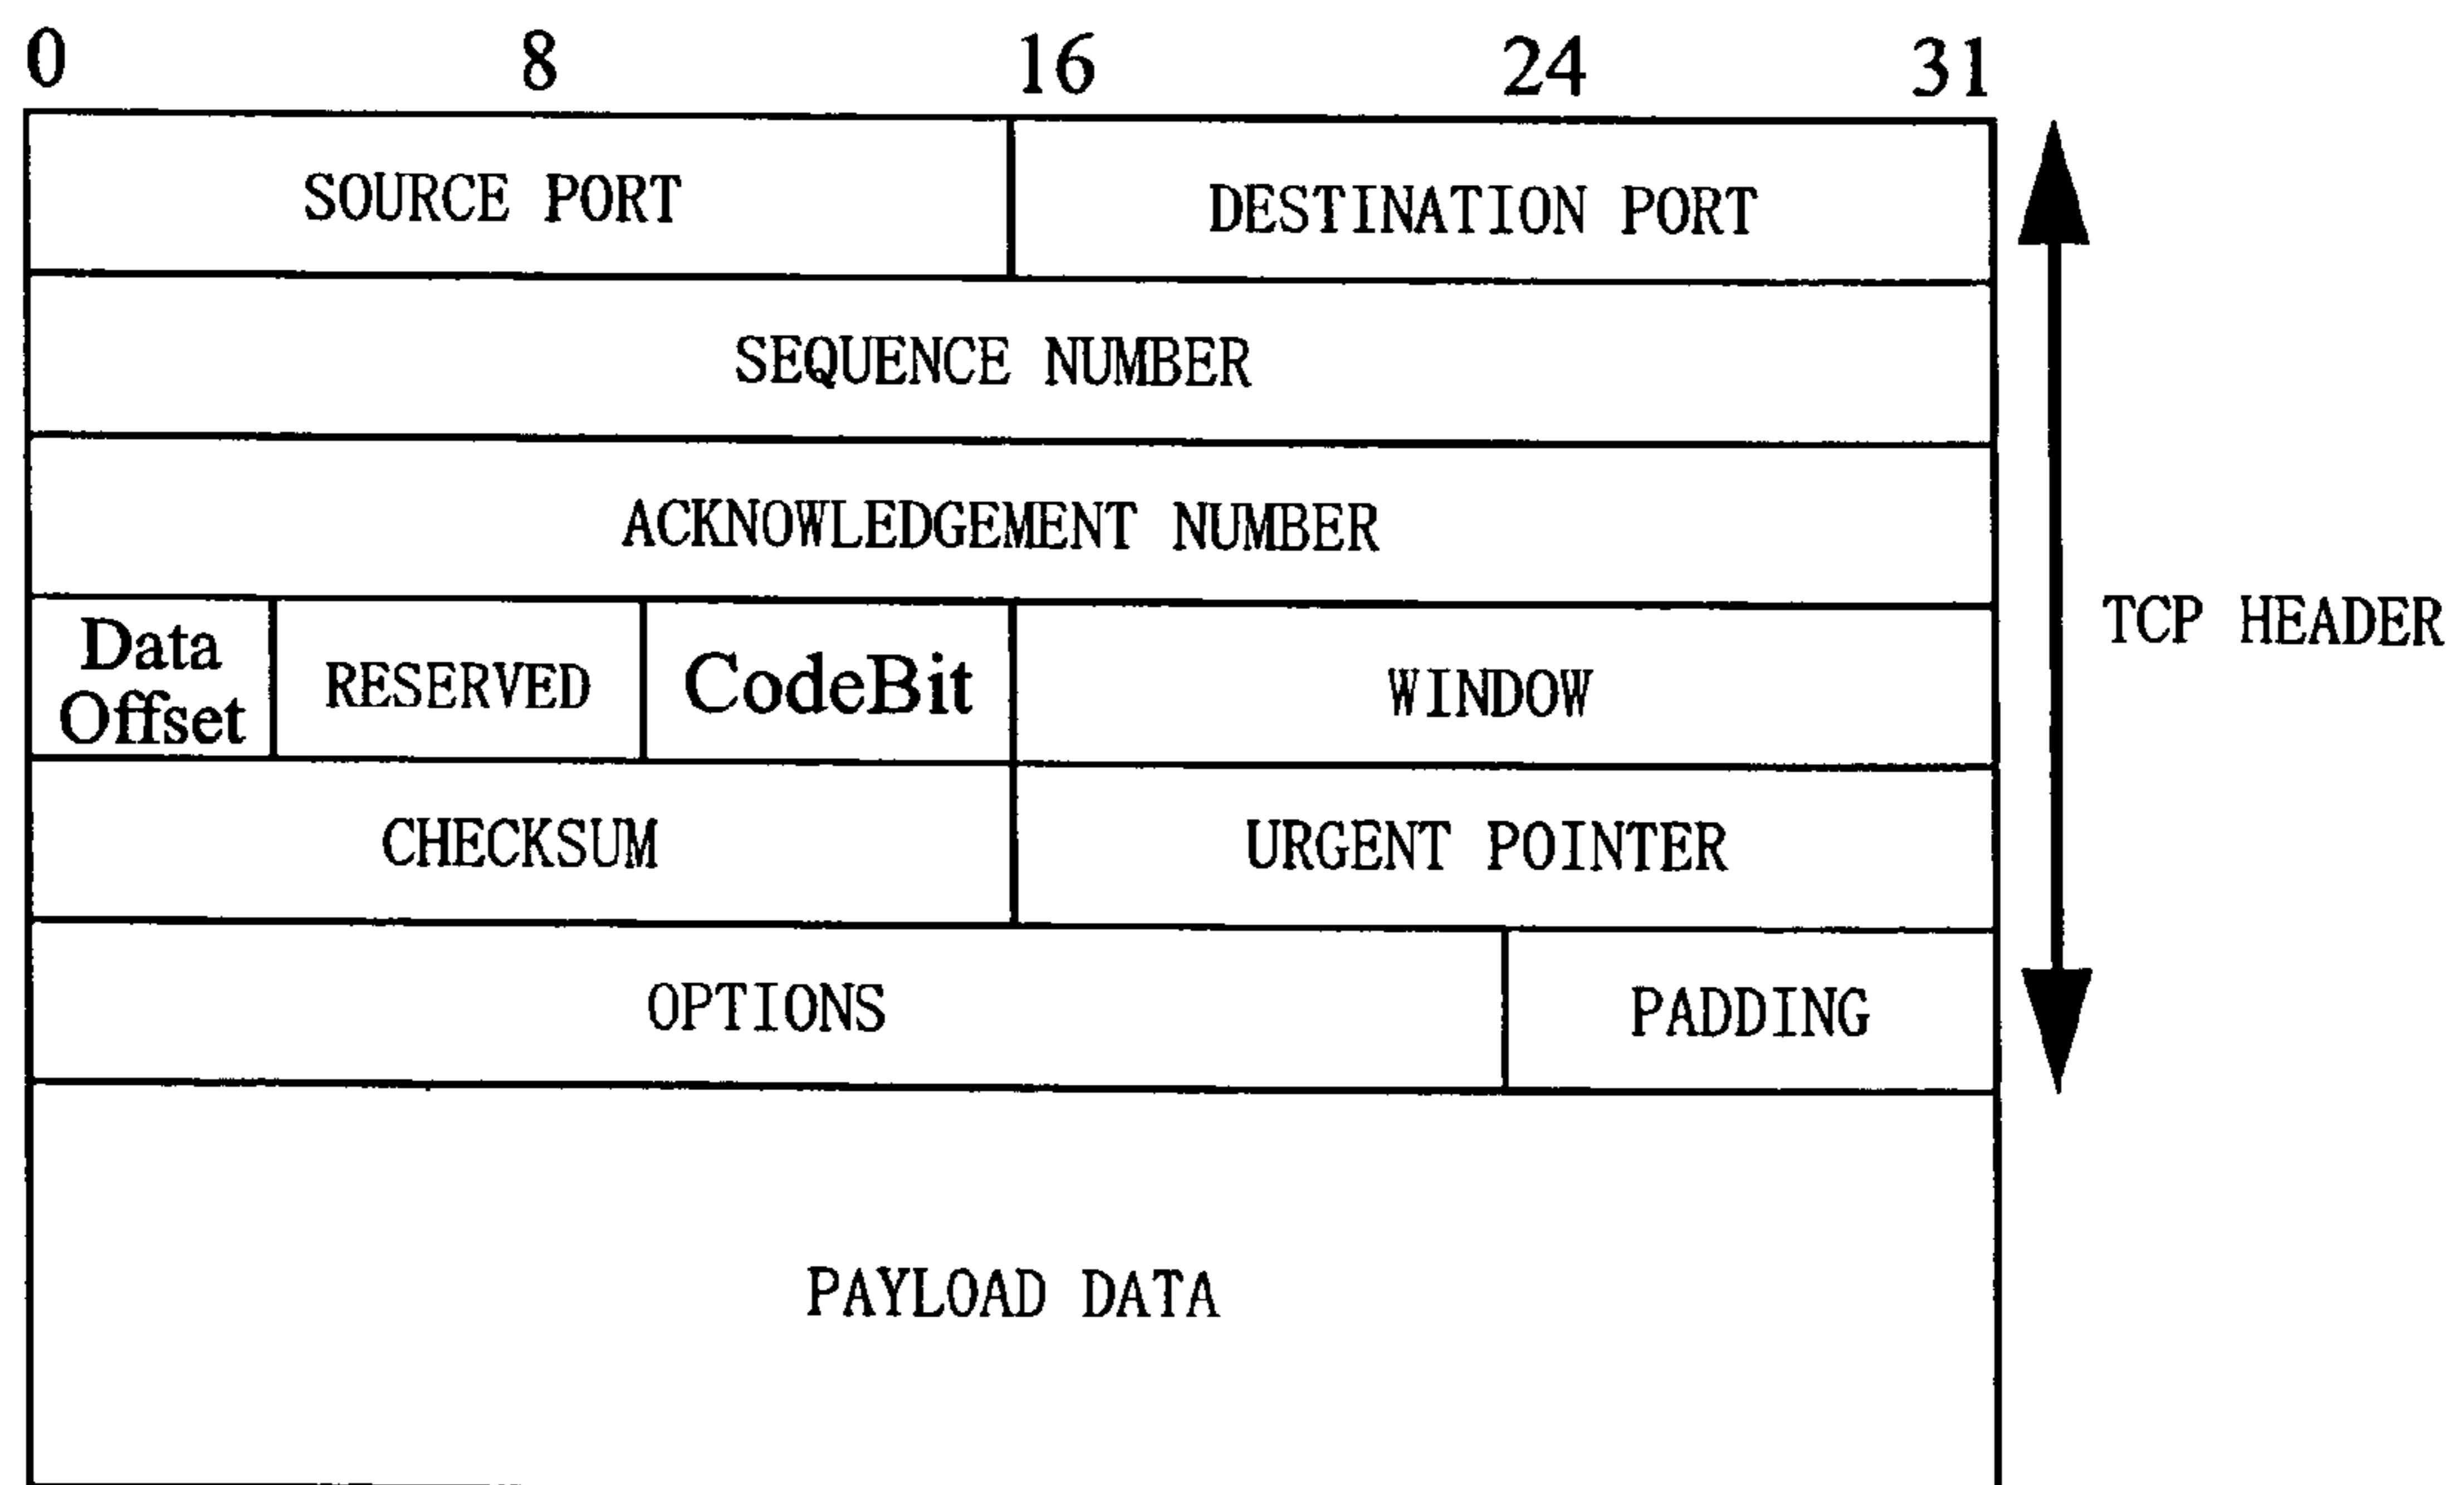 0 8 16 24 31
SOURCE PORT DESTINATION PORT
SEQUENCE NUMBER
ACKNOWLEDGEMENT NUMBER
Data
Offset
RESERVED CodeBit WINDOW
TCP HEADER
CHECKSUM URGENT POINTER
OPTIONS PADDING
PAYLOAD DATA